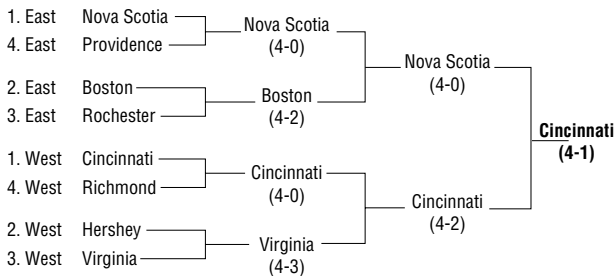 1. East Nova Scotia
4. East Providence
Nova Scotia
(4-0)
2. East Boston
3. East Rochester
Boston
(4-2)
Nova Scotia
(4-0)
1. West Cincinnati
4. West Richmond
Cincinnati
(4-0)
2. West Hershey
3. West Virginia
Virginia
(4-3)
Cincinnati
(4-2)
Cincinnati
(4-1)